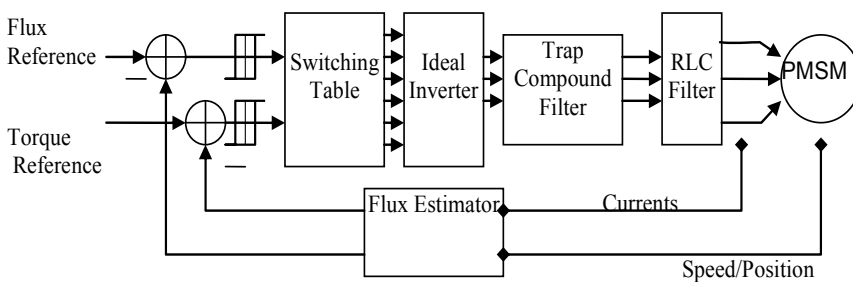 Flux
Reference
Torque
Reference
Switching
Table
Ideal
Inverter
Trap
Compound
Filter
RLC
Filter
PMSM
Flux Estimator
Currents
Speed/Position